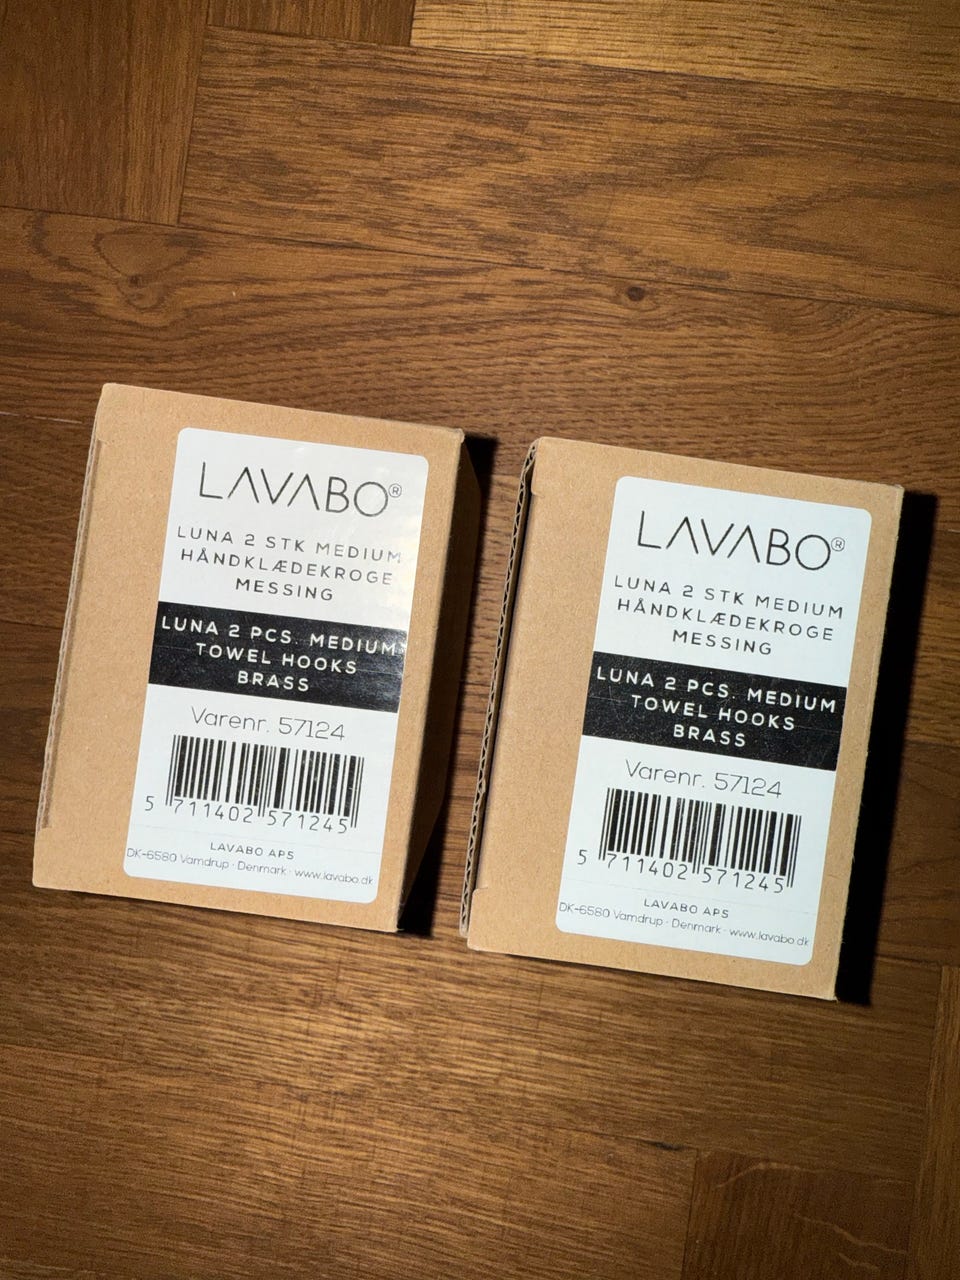 LAVABO®
LUNA 2 STK MEDIUM
HÅNDKLÆDEKROGE
MESSING
LUNA 2 PCS. MEDIUM
TOWEL HOOKS
BRASS
Varenr. 57124
5 711402 571245
LAVABO APS
DK-6580 Vamdrup · Denmark · www.lavabo.dk
LAVABO®
LUNA 2 STK MEDIUM
HÅNDKLÆDEKROGE
MESSING
LUNA 2 PCS. MEDIUM
TOWEL HOOKS
BRASS
Varenr. 57124
5 711402 571245
LAVABO APS
DK-6580 Vamdrup · Denmark · www.lavabo.dk